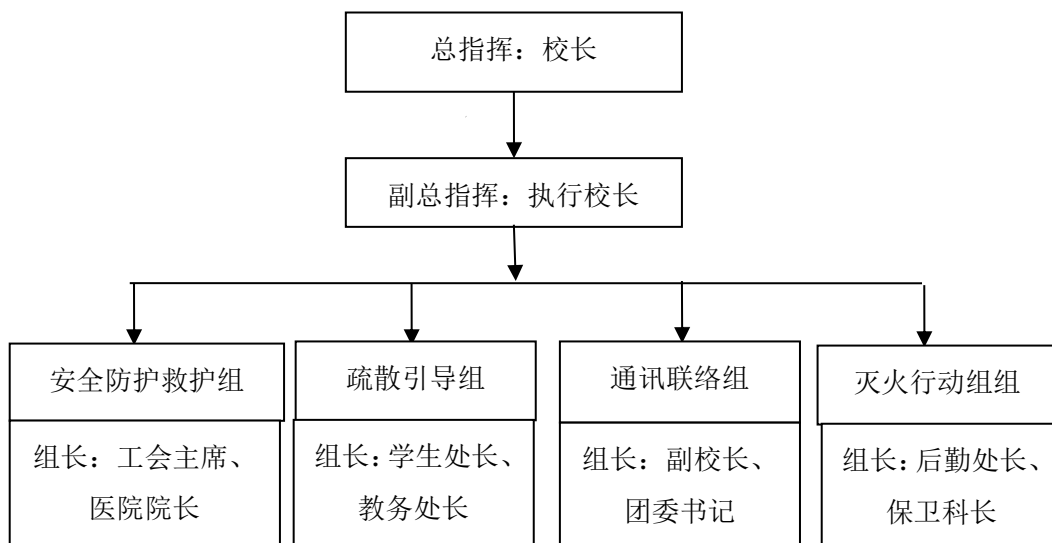 总指挥：校长
副总指挥：执行校长
安全防护救护组
组长：工会主席、
医院院长
疏散引导组
组长：学生处长、
教务处长
通讯联络组
组长：副校长、
团委书记
灭火行动组组
组长：后勤处长、
保卫科长